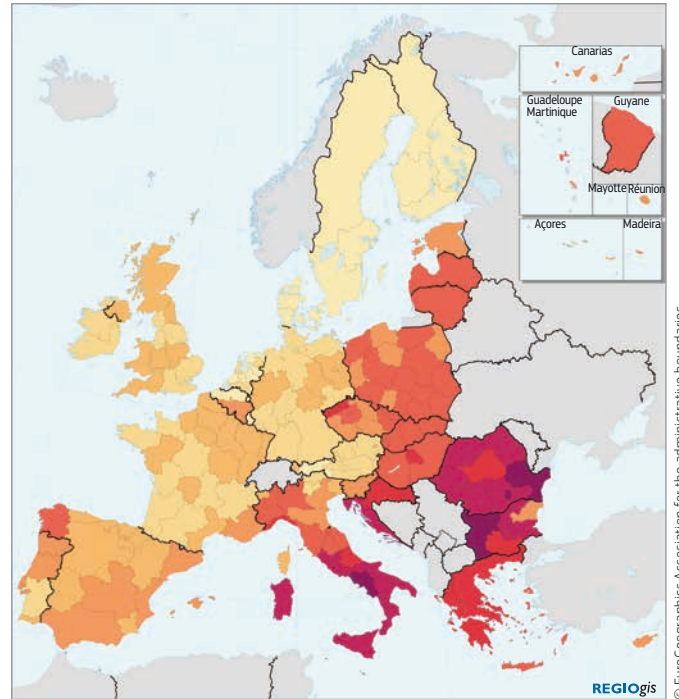 Canarias
Guadeloupe
Martinique
Guyane
Mayotte
Réunion
Açores
Madeira
REGIOgis
© EuroGeographics Association for the administrative boundaries